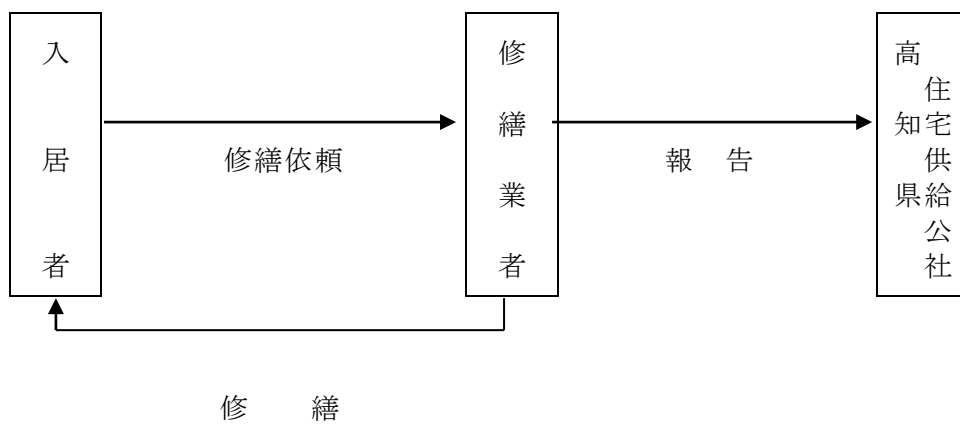 入居者
修繕依頼
修繕業者
報告
高知県
住宅供給公社
修繕